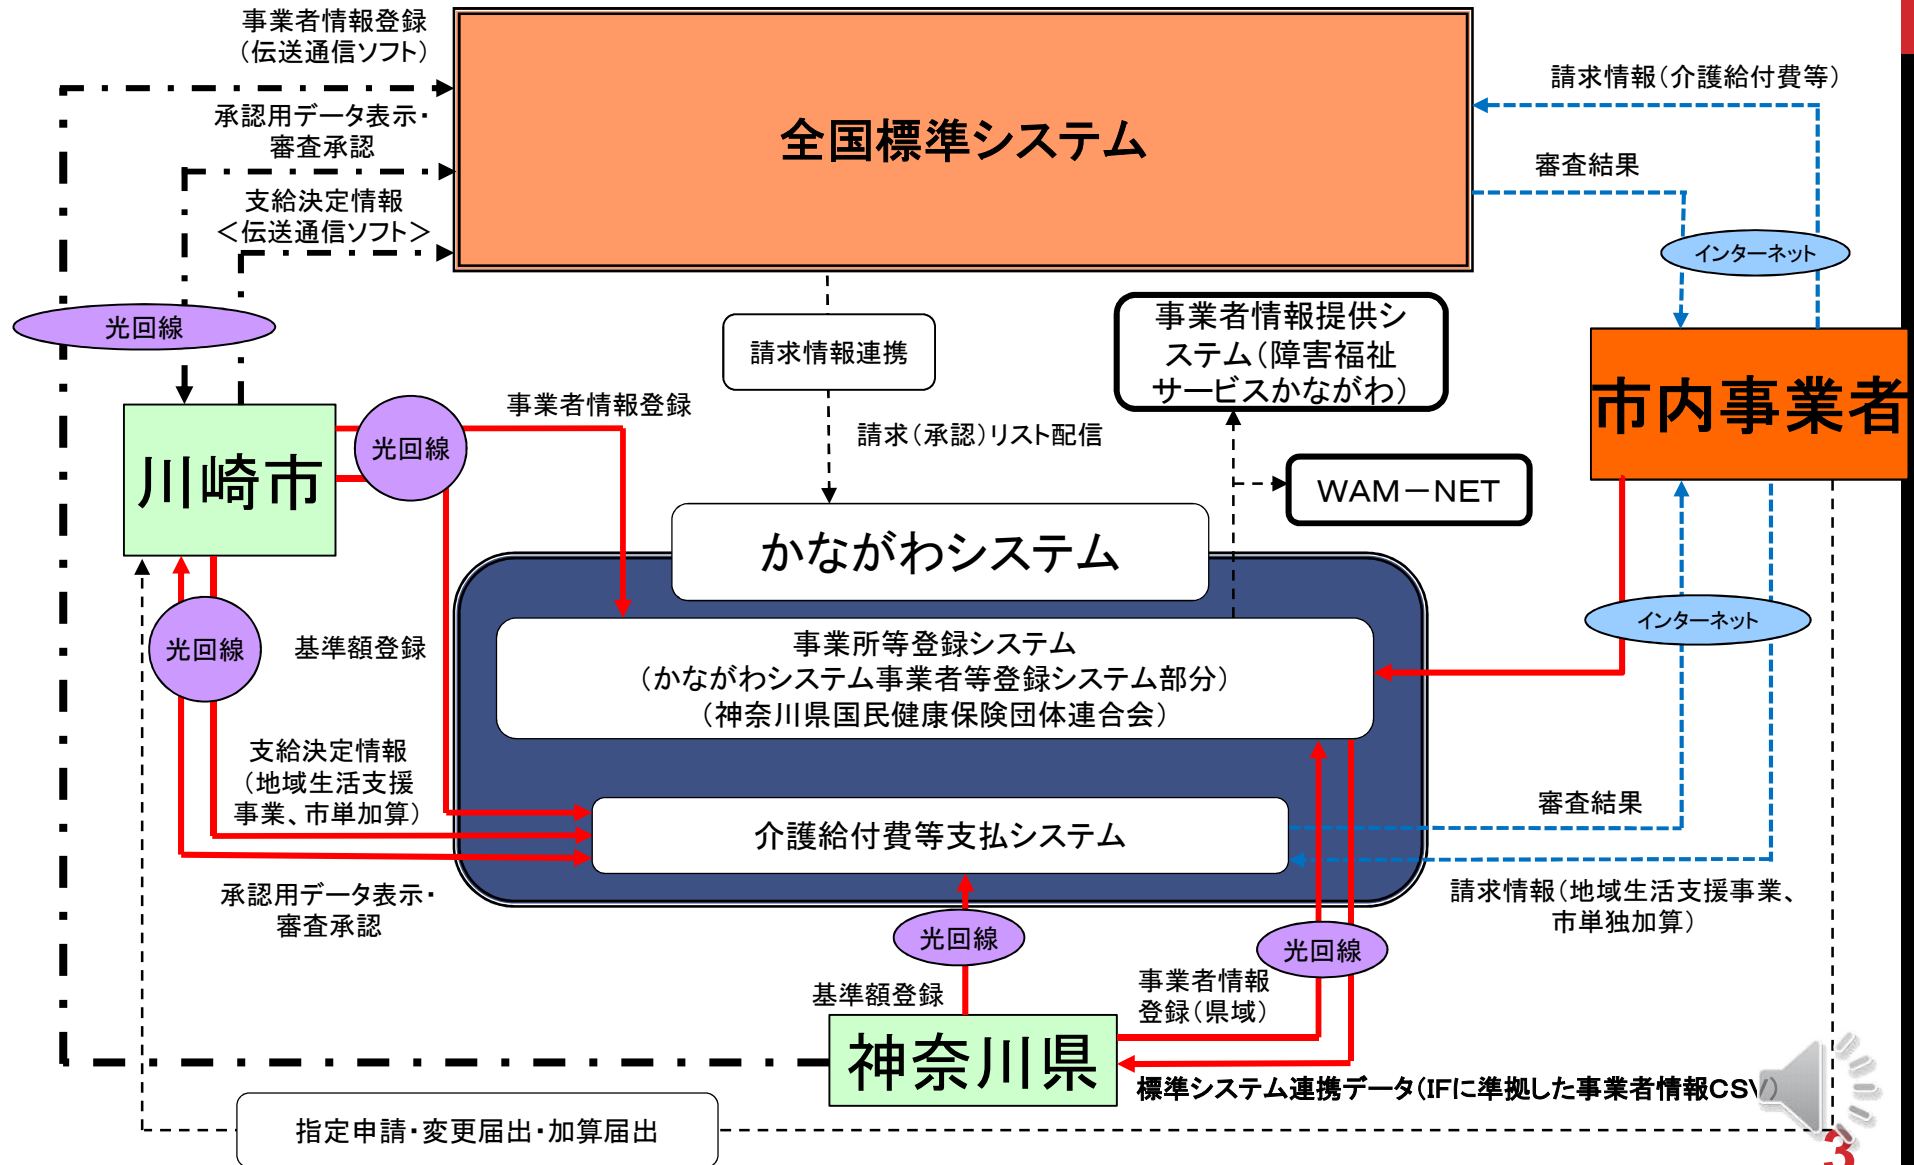 事業者情報登録
（伝送通信ソフト）
承認用データ表示・
審査承認
支給決定情報
＜伝送通信ソフト＞
全国標準システム
請求情報（介護給付費等）
審査結果
インターネット
光回線
請求情報連携
事業者情報提供シ
ステム（障害福祉
サービスかながわ）
市内事業者
事業者情報登録
光回線
請求（承認）リスト配信
川崎市
WAM－NET
かながわシステム
光回線
基準額登録
事業所等登録システム
（かながわシステム事業者等登録システム部分）
（神奈川県国民健康保険団体連合会）
インターネット
支給決定情報
（地域生活支援
事業、市単加算）
介護給付費等支払システム
審査結果
承認用データ表示・
審査承認
請求情報（地域生活支援事業、
市単独加算）
光回線
光回線
基準額登録
事業者情報
登録（県域）
神奈川県
標準システム連携データ（IFに準拠した事業者情報CSV）
指定申請・変更届出・加算届出
3